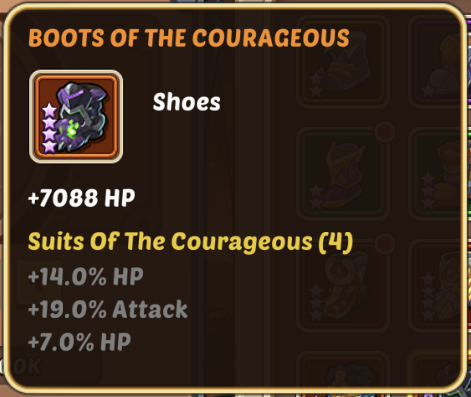 BOOTS OF THE COURAGEOUS
Shoes
+7088 HP
Suits Of The Courageous (4)
+14.0% HP
+19.0% Attack
+7.0% HP
OK